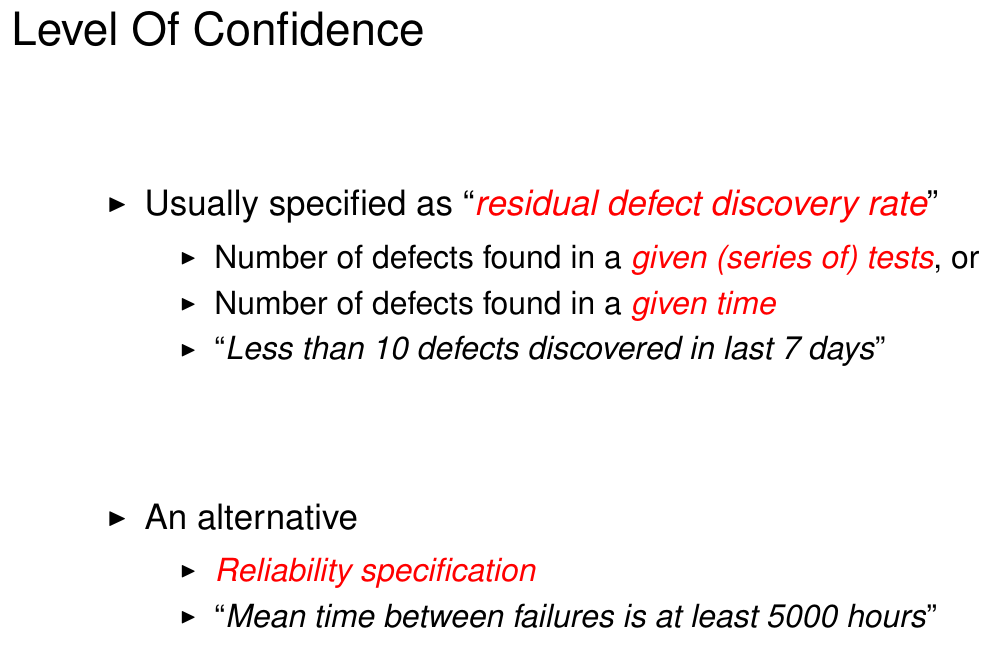 Level Of Confidence
▶ Usually specified as “residual defect discovery rate”
▶ Number of defects found in a given (series of) tests, or
▶ Number of defects found in a given time
▶ “Less than 10 defects discovered in last 7 days”
▶ An alternative
▶ Reliability specification
▶ “Mean time between failures is at least 5000 hours”